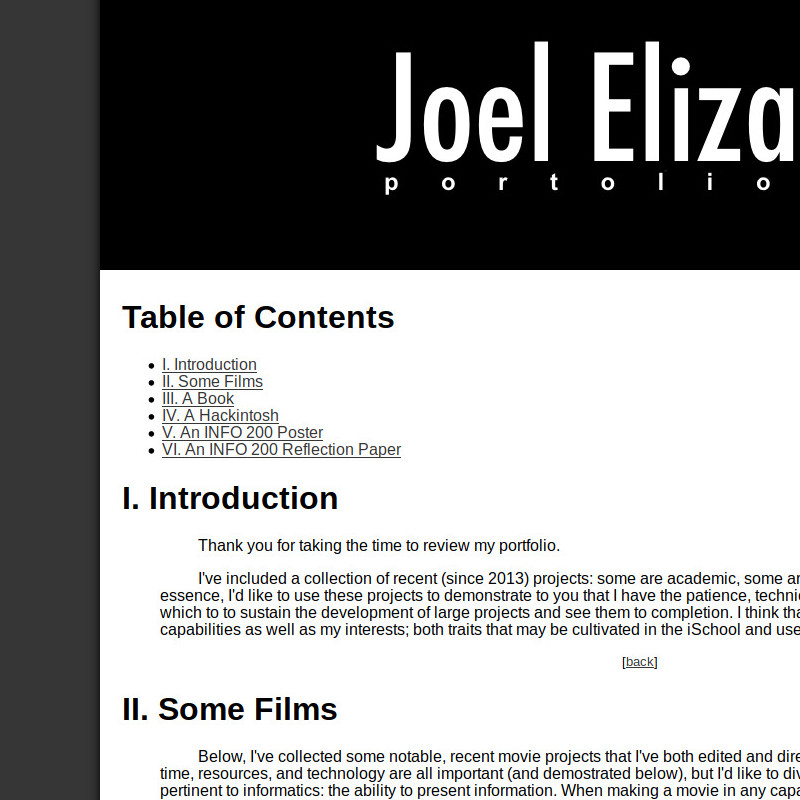 Joel Eliza
portolio
Table of Contents
I. Introduction
II. Some Films
III. A Book
IV. A Hackintosh
V. An INFO 200 Poster
VI. An INFO 200 Reflection Paper
I. Introduction
Thank you for taking the time to review my portfolio.
I've included a collection of recent (since 2013) projects: some are academic, some ar
essence, I'd like to use these projects to demonstrate to you that I have the patience, techni
which to to sustain the development of large projects and see them to completion. I think tha
capabilities as well as my interests; both traits that may be cultivated in the iSchool and use
[back]
II. Some Films
Below, I've collected some notable, recent movie projects that I've both edited and dire
time, resources, and technology are all important (and demostrated below), but I'd like to div
pertinent to informatics: the ability to present information. When making a movie in any capa